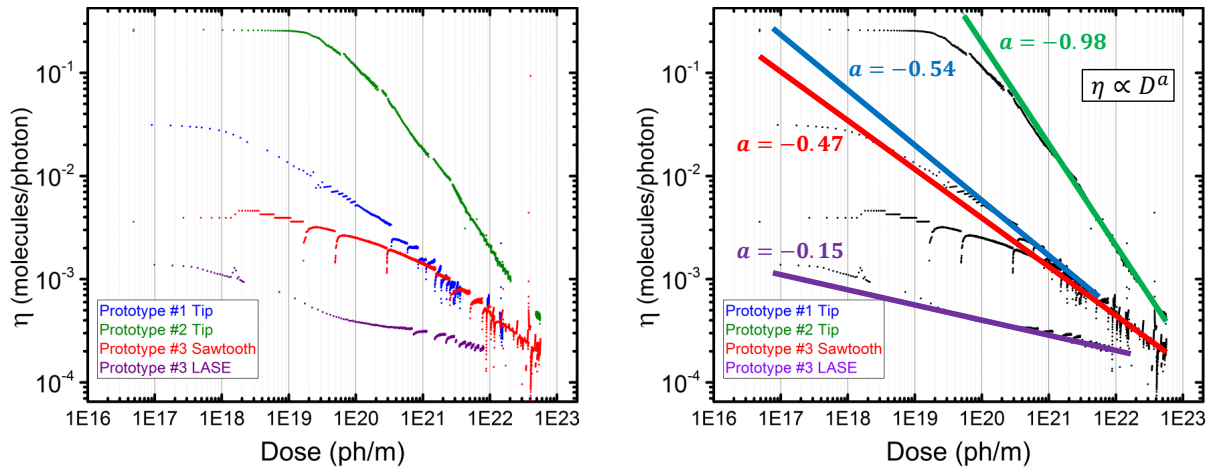 η (molecules/photon)
10⁻¹
10⁻²
10⁻³
10⁻⁴
Prototype #1 Tip
Prototype #2 Tip
Prototype #3 Sawtooth
Prototype #3 LASE
1E16 1E17 1E18 1E19 1E20 1E21 1E22 1E23
Dose (ph/m)
η (molecules/photon)
10⁻¹
10⁻²
10⁻³
10⁻⁴
a = −0.98
a = −0.54
η ∝ Dᵃ
a = −0.47
a = −0.15
Prototype #1 Tip
Prototype #2 Tip
Prototype #3 Sawtooth
Prototype #3 LASE
1E16 1E17 1E18 1E19 1E20 1E21 1E22 1E23
Dose (ph/m)